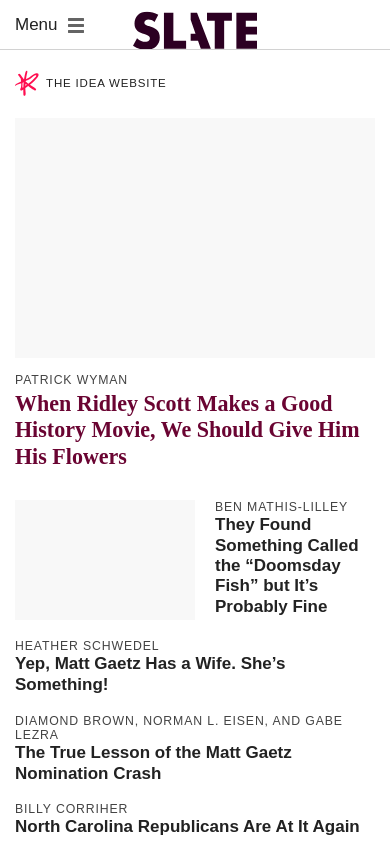 Menu
SLATE
THE IDEA WEBSITE
PATRICK WYMAN
When Ridley Scott Makes a Good
History Movie, We Should Give Him
His Flowers
BEN MATHIS-LILLEY
They Found
Something Called
the “Doomsday
Fish” but It’s
Probably Fine
HEATHER SCHWEDEL
Yep, Matt Gaetz Has a Wife. She’s
Something!
DIAMOND BROWN, NORMAN L. EISEN, AND GABE
LEZRA
The True Lesson of the Matt Gaetz
Nomination Crash
BILLY CORRIHER
North Carolina Republicans Are At It Again